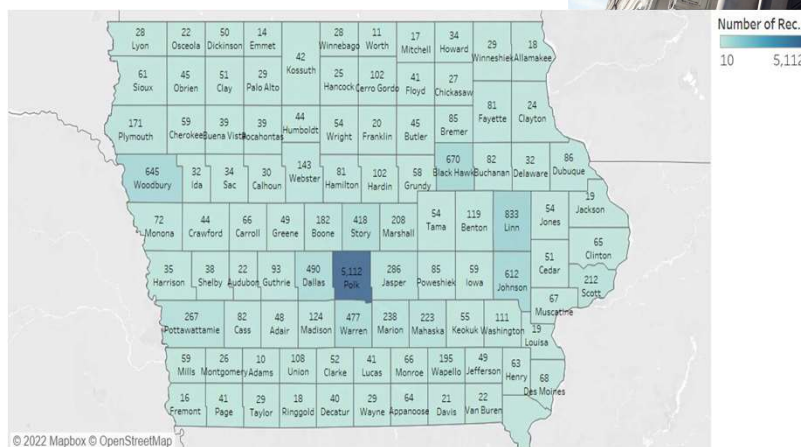 Number of Rec..
10 5,112
28 Lyon
22 Osceola
50 Dickinson
14 Emmet
42 Kossuth
28 Winnebago
11 Worth
17 Mitchell
34 Howard
29 Winneshiek
18 Allamakee
61 Sioux
45 Obrien
51 Clay
29 Palo Alto
25 Hancock
102 Cerro Gordo
41 Floyd
27 Chickasaw
81 Fayette
24 Clayton
171 Plymouth
59 Cherokee
39 Buena Vista
39 Pocahontas
44 Humboldt
54 Wright
20 Franklin
45 Butler
85 Bremer
645 Woodbury
32 Ida
34 Sac
30 Calhoun
143 Webster
81 Hamilton
102 Hardin
58 Grundy
670 Black Hawk
82 Buchanan
32 Delaware
86 Dubuque
72 Monona
44 Crawford
66 Carroll
49 Greene
182 Boone
418 Story
208 Marshall
54 Tama
119 Benton
833 Linn
54 Jones
19 Jackson
65 Clinton
35 Harrison
38 Shelby
22 Audubon
93 Guthrie
490 Dallas
5,112 Polk
286 Jasper
85 Poweshiek
59 Iowa
612 Johnson
51 Cedar
212 Scott
67 Muscatine
267 Pottawattamie
82 Cass
48 Adair
124 Madison
477 Warren
238 Marion
223 Mahaska
55 Keokuk
111 Washington
19 Louisa
59 Mills
26 Montgomery
10 Adams
108 Union
52 Clarke
41 Lucas
66 Monroe
195 Wapello
49 Jefferson
63 Henry
68 Des Moines
16 Fremont
41 Page
29 Taylor
18 Ringgold
40 Decatur
29 Wayne
64 Appanoose
21 Davis
22 Van Buren
© 2022 Mapbox © OpenStreetMap